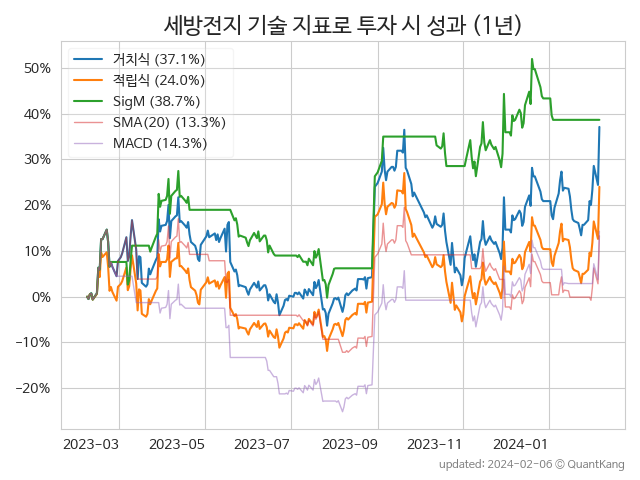 세방전지 기술 지표로 투자 시 성과 (1년)
거치식 (37.1%)
적립식 (24.0%)
SigM (38.7%)
SMA(20) (13.3%)
MACD (14.3%)
50%
40%
30%
20%
10%
0%
−10%
−20%
2023-03 2023-05 2023-07 2023-09 2023-11 2024-01
updated: 2024-02-06 © QuantKang